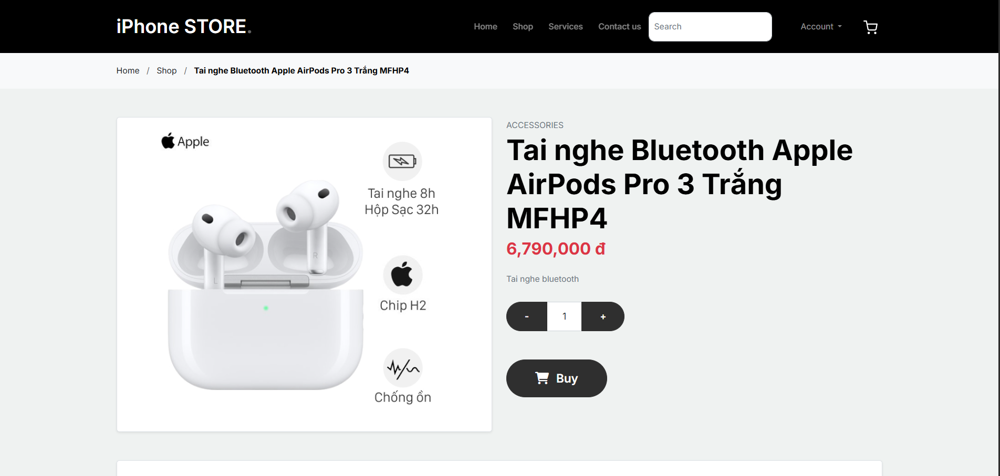 iPhone STORE.
Home Shop Services Contact us Search Account
Home / Shop / Tai nghe Bluetooth Apple AirPods Pro 3 Trắng MFHP4
Apple
Tai nghe 8h
Hộp Sạc 32h
R
L
Chip H2
Chống ồn
ACCESSORIES
Tai nghe Bluetooth Apple
AirPods Pro 3 Trắng
MFHP4
6,790,000 đ
Tai nghe bluetooth
- 1 +
Buy